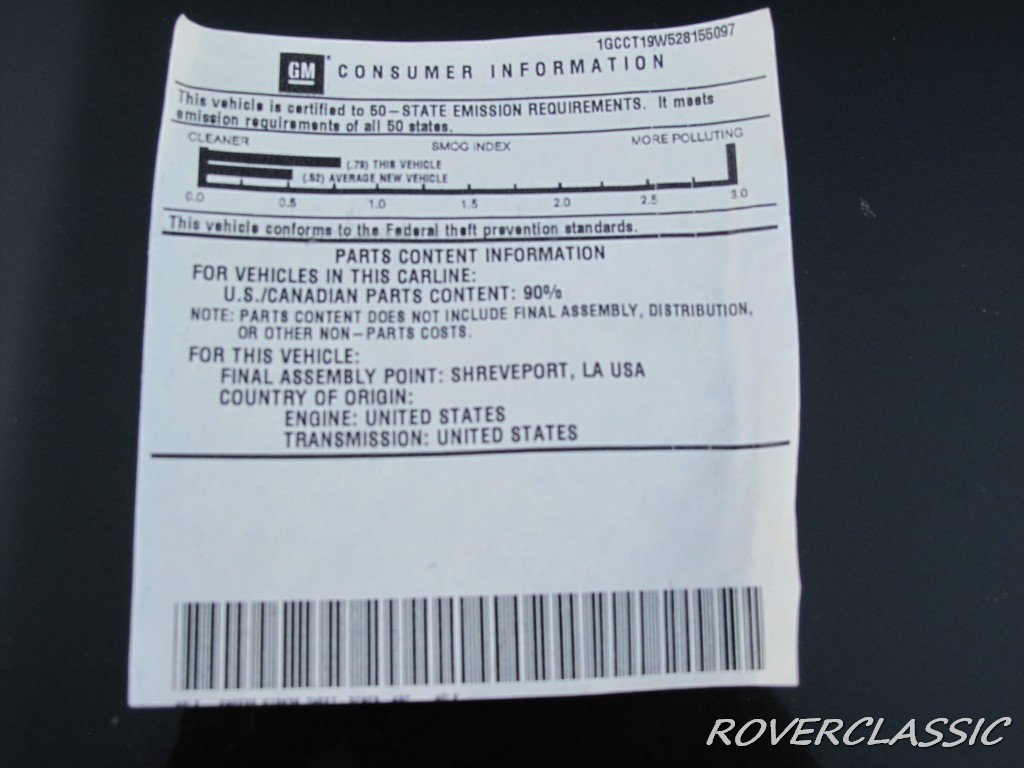 1GCCT19W528155097
GM CONSUMER INFORMATION
This vehicle is certified to 50-STATE EMISSION REQUIREMENTS. It meets
emission requirements of all 50 states.
CLEANER SMOG INDEX MORE POLLUTING
(.79) THIS VEHICLE
(.52) AVERAGE NEW VEHICLE
0.0 0.5 1.0 1.5 2.0 2.5 3.0
This vehicle conforms to the Federal theft prevention standards.
PARTS CONTENT INFORMATION
FOR VEHICLES IN THIS CARLINE:
U.S./CANADIAN PARTS CONTENT: 90%
NOTE: PARTS CONTENT DOES NOT INCLUDE FINAL ASSEMBLY, DISTRIBUTION,
OR OTHER NON-PARTS COSTS.
FOR THIS VEHICLE:
FINAL ASSEMBLY POINT: SHREVEPORT, LA USA
COUNTRY OF ORIGIN:
ENGINE: UNITED STATES
TRANSMISSION: UNITED STATES
ROVERCLASSIC